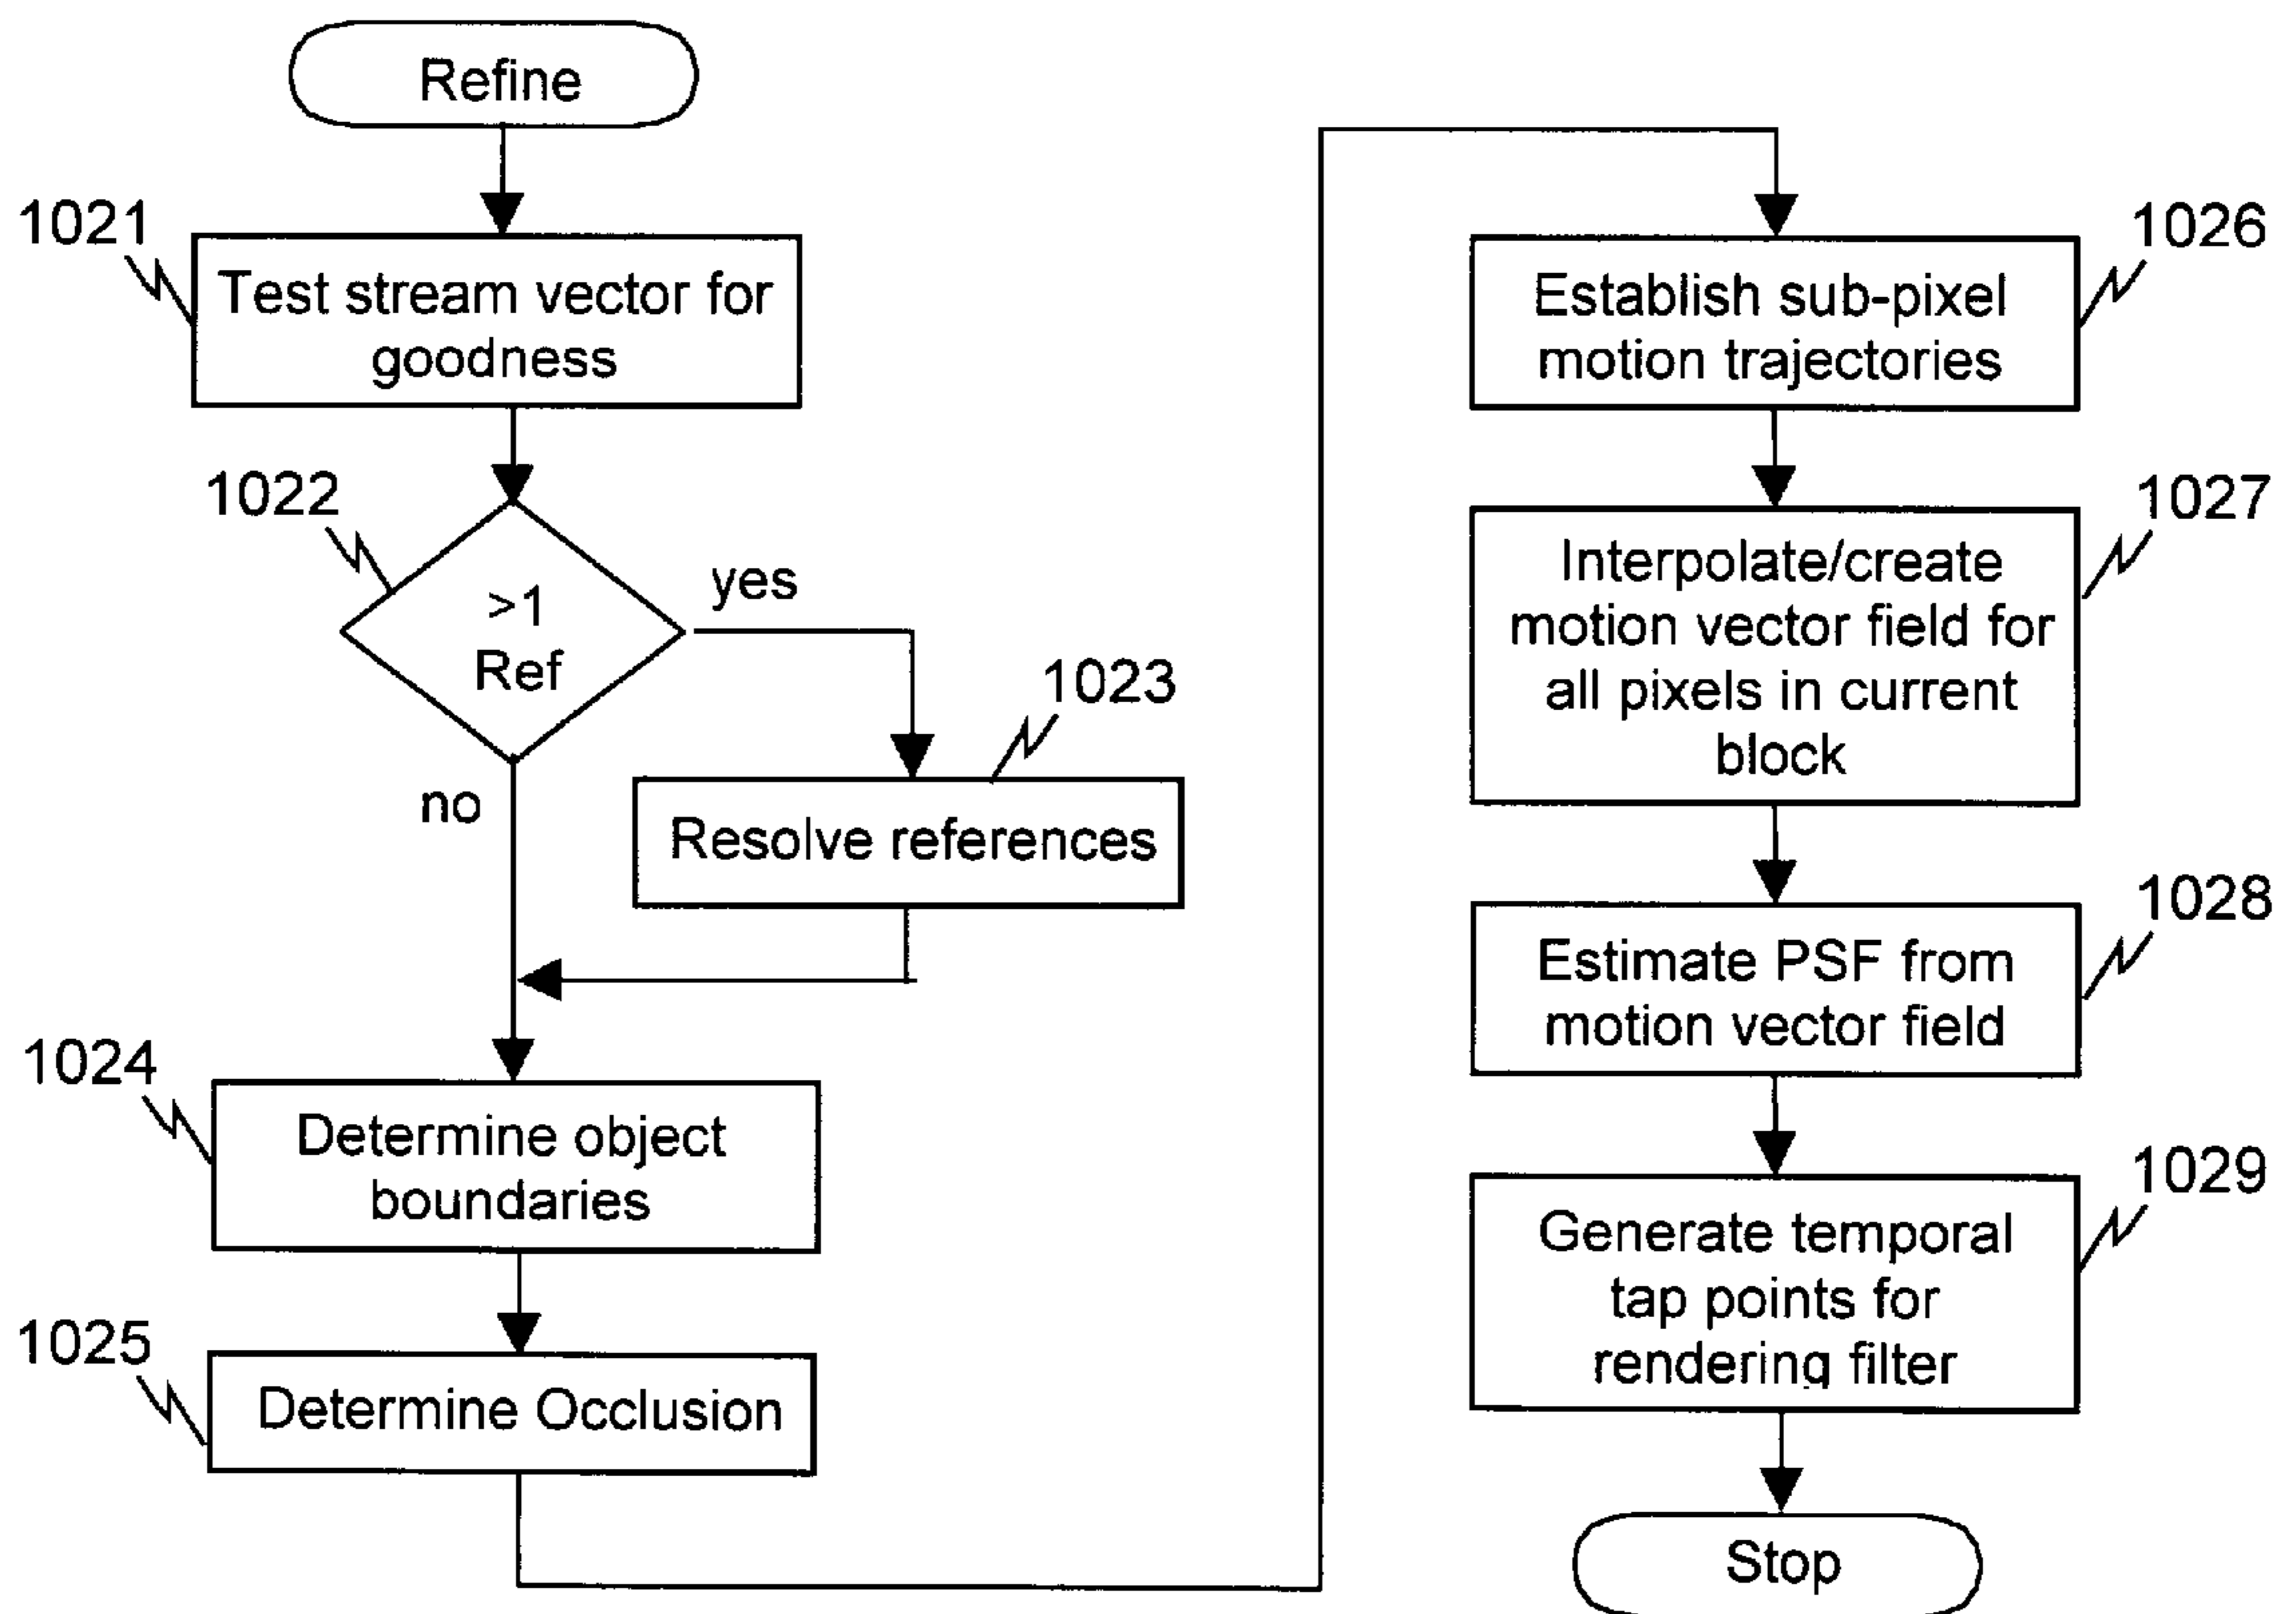 Refine
1021
Test stream vector for
goodness
1022
>1
Ref
yes
no
1023
Resolve references
1024
Determine object
boundaries
1025
Determine Occlusion
1026
Establish sub-pixel
motion trajectories
1027
Interpolate/create
motion vector field for
all pixels in current
block
1028
Estimate PSF from
motion vector field
1029
Generate temporal
tap points for
rendering filter
Stop